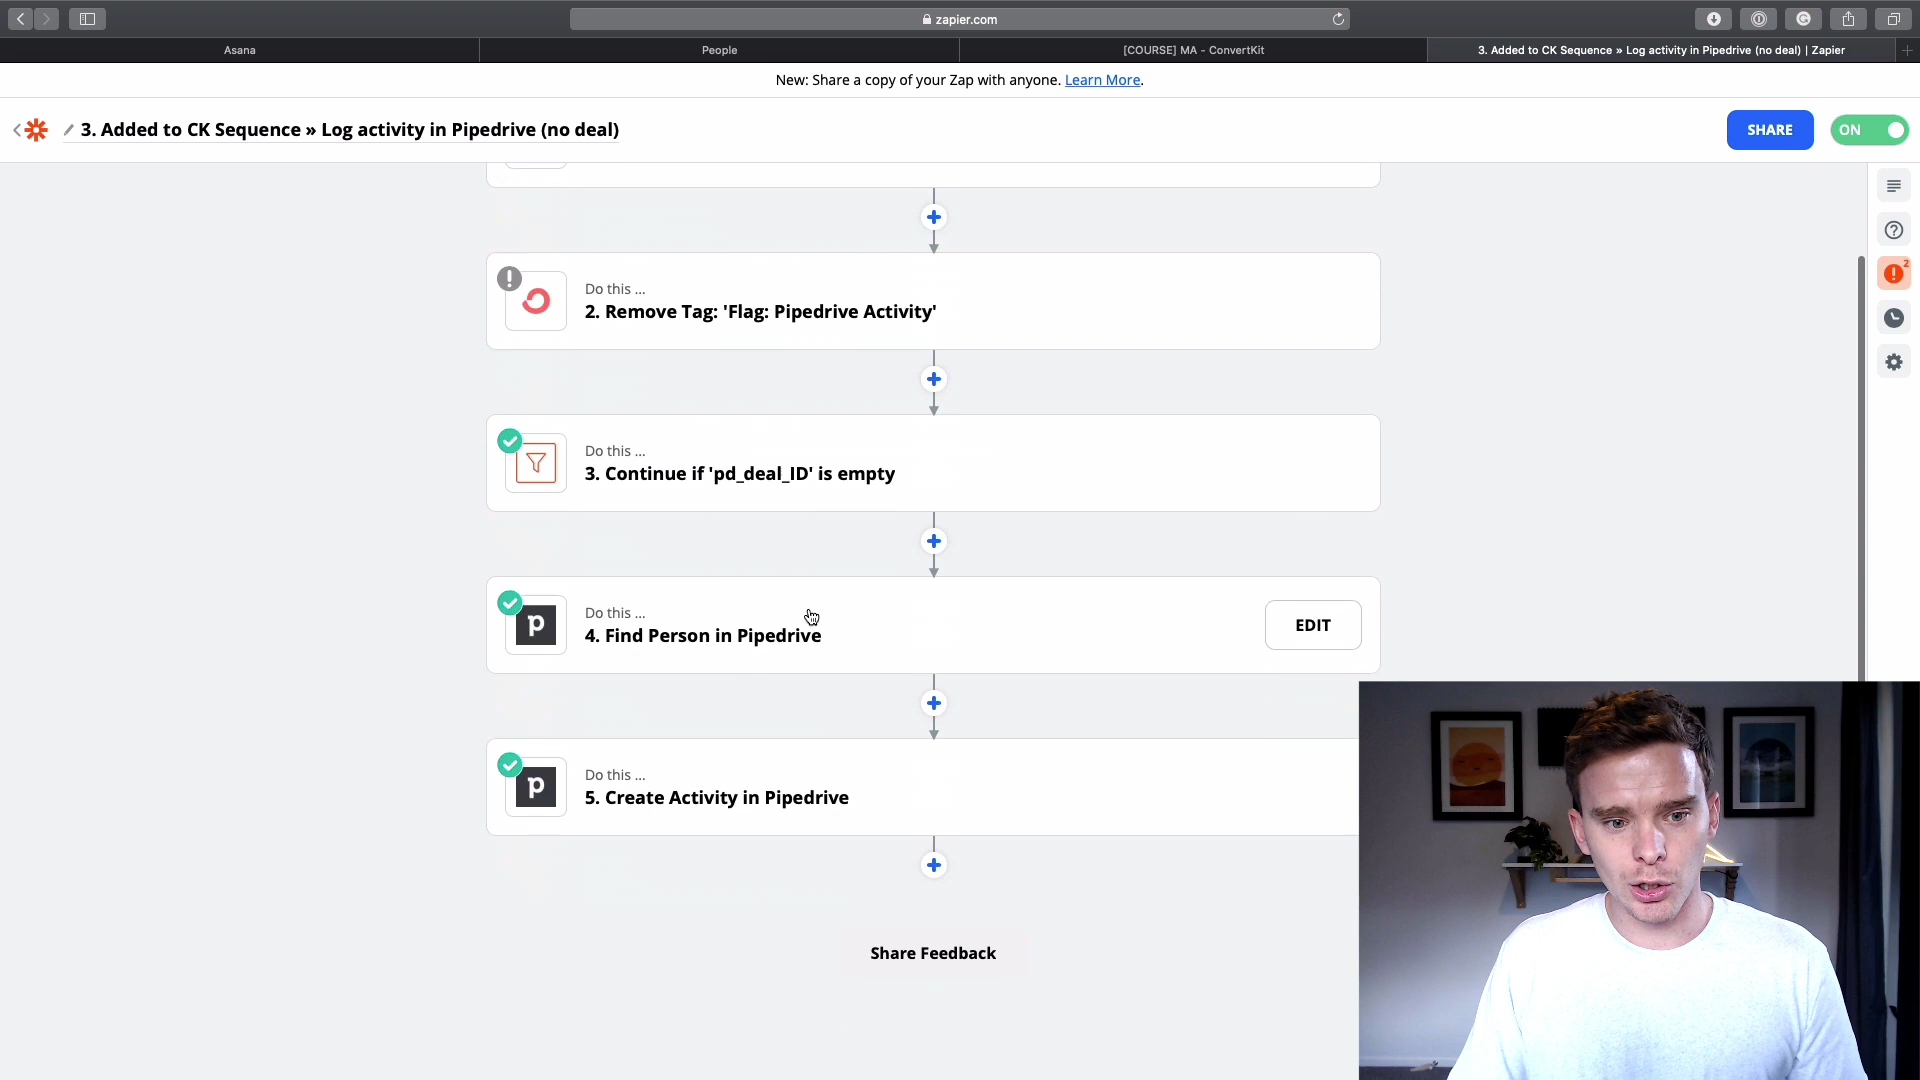 zapier.com
Asana
People
[COURSE] MA - ConvertKit
3. Added to CK Sequence » Log activity in Pipedrive (no deal) | Zapier
New: Share a copy of your Zap with anyone. Learn More.
3. Added to CK Sequence » Log activity in Pipedrive (no deal)
SHARE
ON
2
Do this ...
2. Remove Tag: 'Flag: Pipedrive Activity'
Do this ...
3. Continue if 'pd_deal_ID' is empty
Do this ...
4. Find Person in Pipedrive
EDIT
Do this ...
5. Create Activity in Pipedrive
Share Feedback